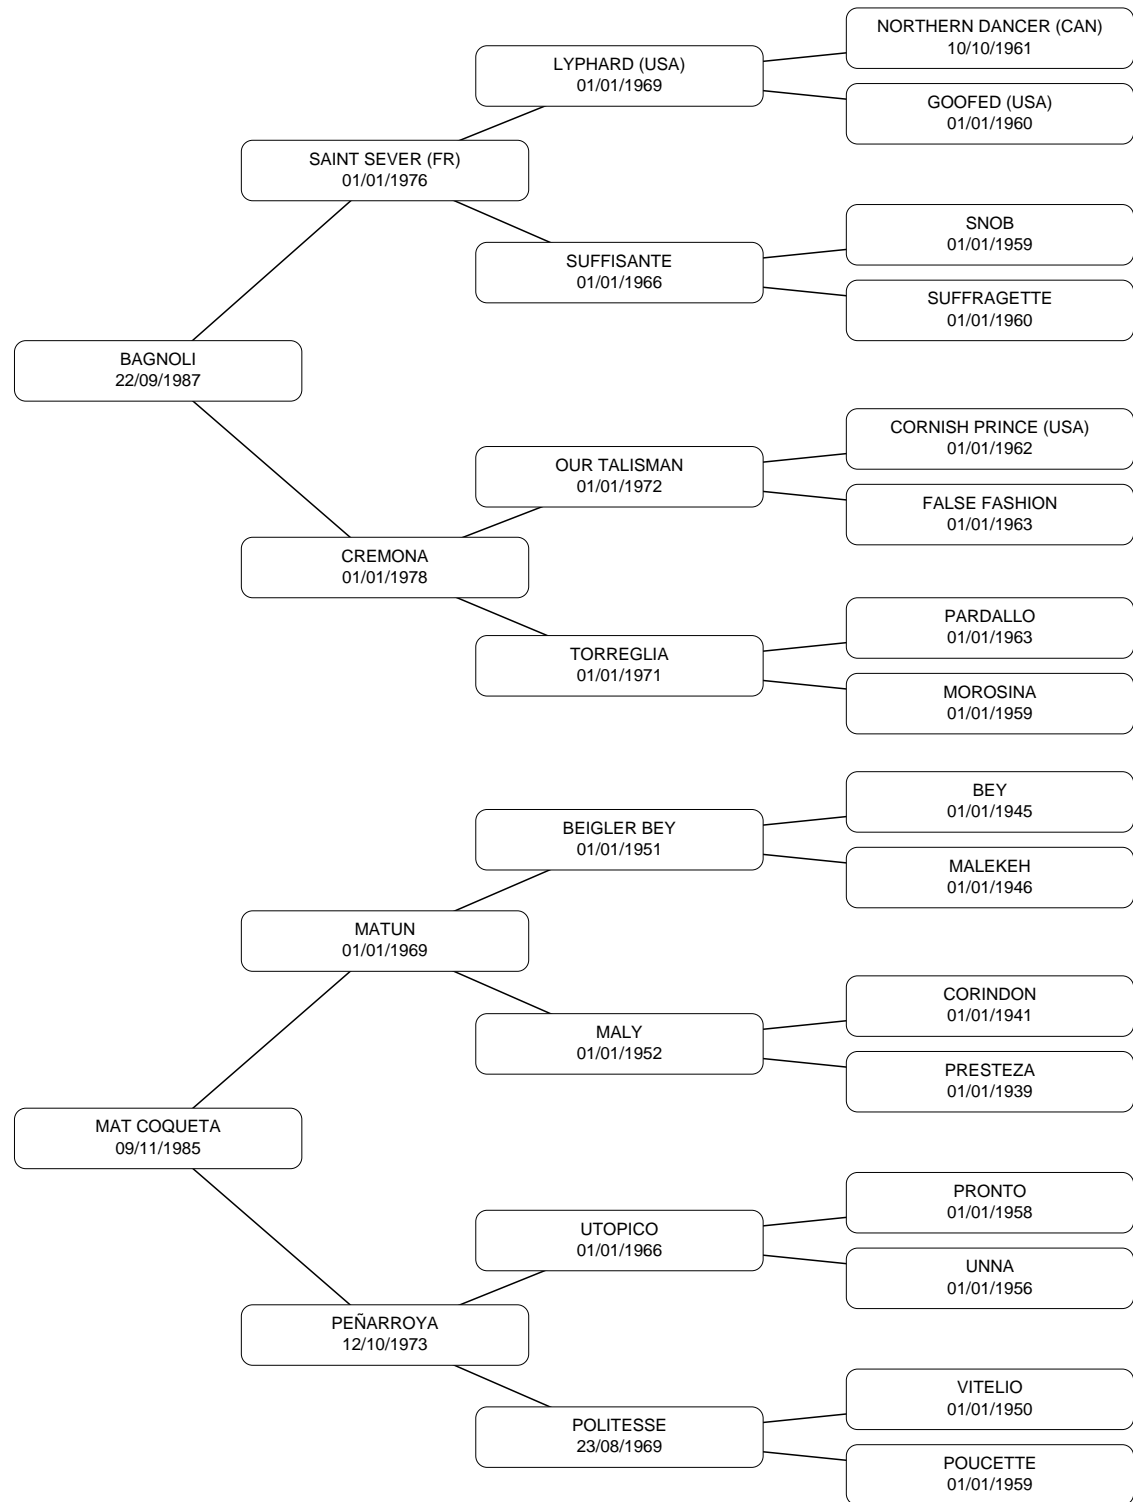 NORTHERN DANCER (CAN)
10/10/1961
LYPHARD (USA)
01/01/1969
GOOFED (USA)
01/01/1960
SAINT SEVER (FR)
01/01/1976
SNOB
01/01/1959
SUFFISANTE
01/01/1966
SUFFRAGETTE
01/01/1960
BAGNOLI
22/09/1987
CORNISH PRINCE (USA)
01/01/1962
OUR TALISMAN
01/01/1972
FALSE FASHION
01/01/1963
CREMONA
01/01/1978
PARDALLO
01/01/1963
TORREGLIA
01/01/1971
MOROSINA
01/01/1959
BEY
01/01/1945
BEIGLER BEY
01/01/1951
MALEKEH
01/01/1946
MATUN
01/01/1969
CORINDON
01/01/1941
MALY
01/01/1952
PRESTEZA
01/01/1939
MAT COQUETA
09/11/1985
PRONTO
01/01/1958
UTOPICO
01/01/1966
UNNA
01/01/1956
PEÑARROYA
12/10/1973
VITELIO
01/01/1950
POLITESSE
23/08/1969
POUCETTE
01/01/1959